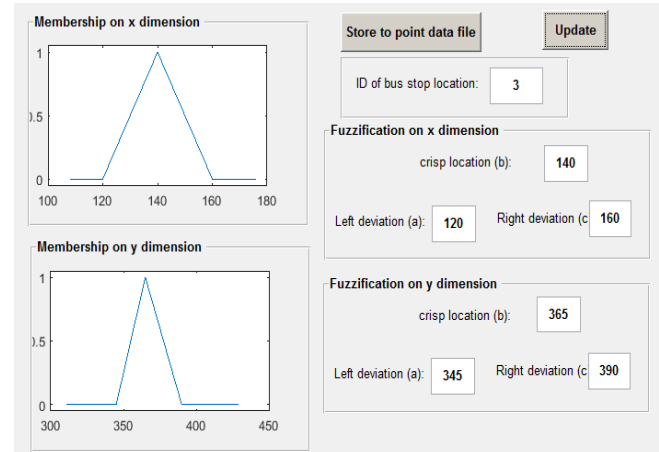 Membership on x dimension
1
0.5
0
100 120 140 160 180
Membership on y dimension
1
0.5
0
300 350 400 450
Store to point data file
Update
ID of bus stop location: 3
Fuzzification on x dimension
crisp location (b): 140
Left deviation (a): 120 Right deviation (c 160
Fuzzification on y dimension
crisp location (b): 365
Left deviation (a): 345 Right deviation (c 390